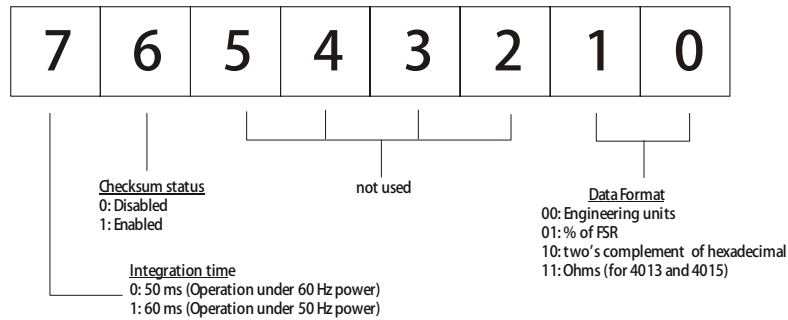 7 6 5 4 3 2 1 0
Checksum status
0: Disabled
1: Enabled
not used
Data Format
00: Engineering units
01: % of FSR
10: two's complement of hexadecimal
11: Ohms (for 4013 and 4015)
Integration time
0: 50 ms (Operation under 60 Hz power)
1: 60 ms (Operation under 50 Hz power)